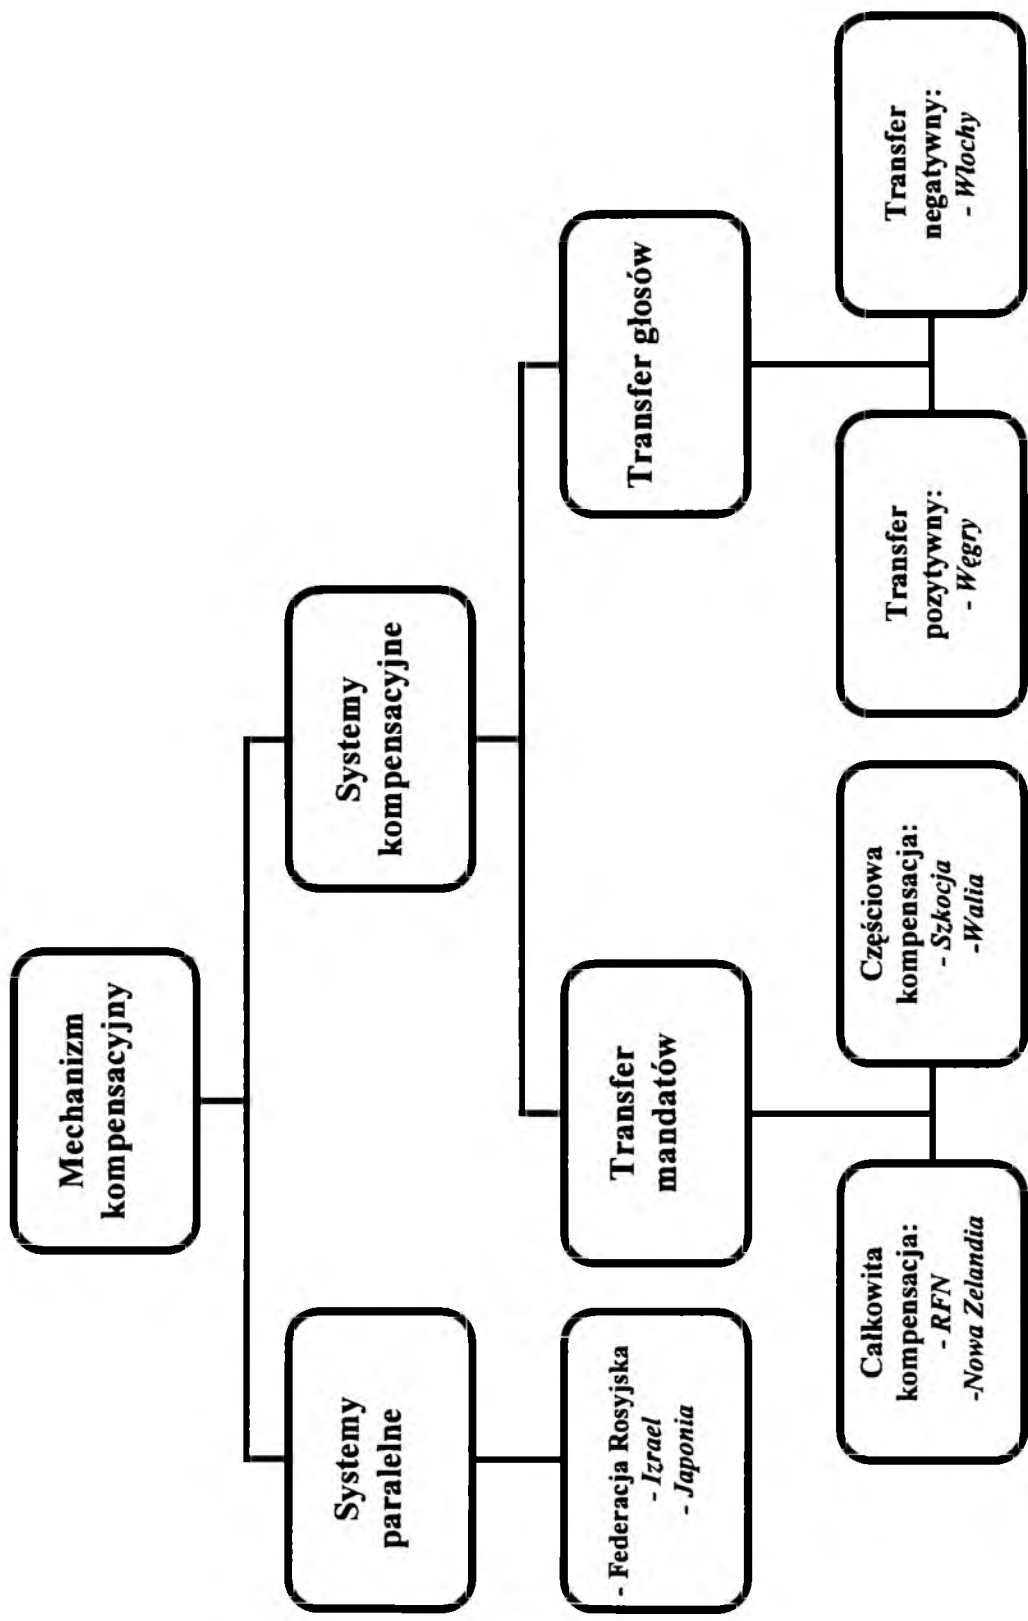 Mechanizm
kompensacyjny
Systemy
paralelne
Systemy
kompensacyjne
- Federacja Rosyjska
- Izrael
- Japonia
Transfer
mandatów
Transfer głosów
Całkowita
kompensacja:
- RFN
-Nowa Zelandia
Częściowa
kompensacja:
- Szkocja
-Walia
Transfer
pozytywny:
- Węgry
Transfer
negatywny:
- Włochy